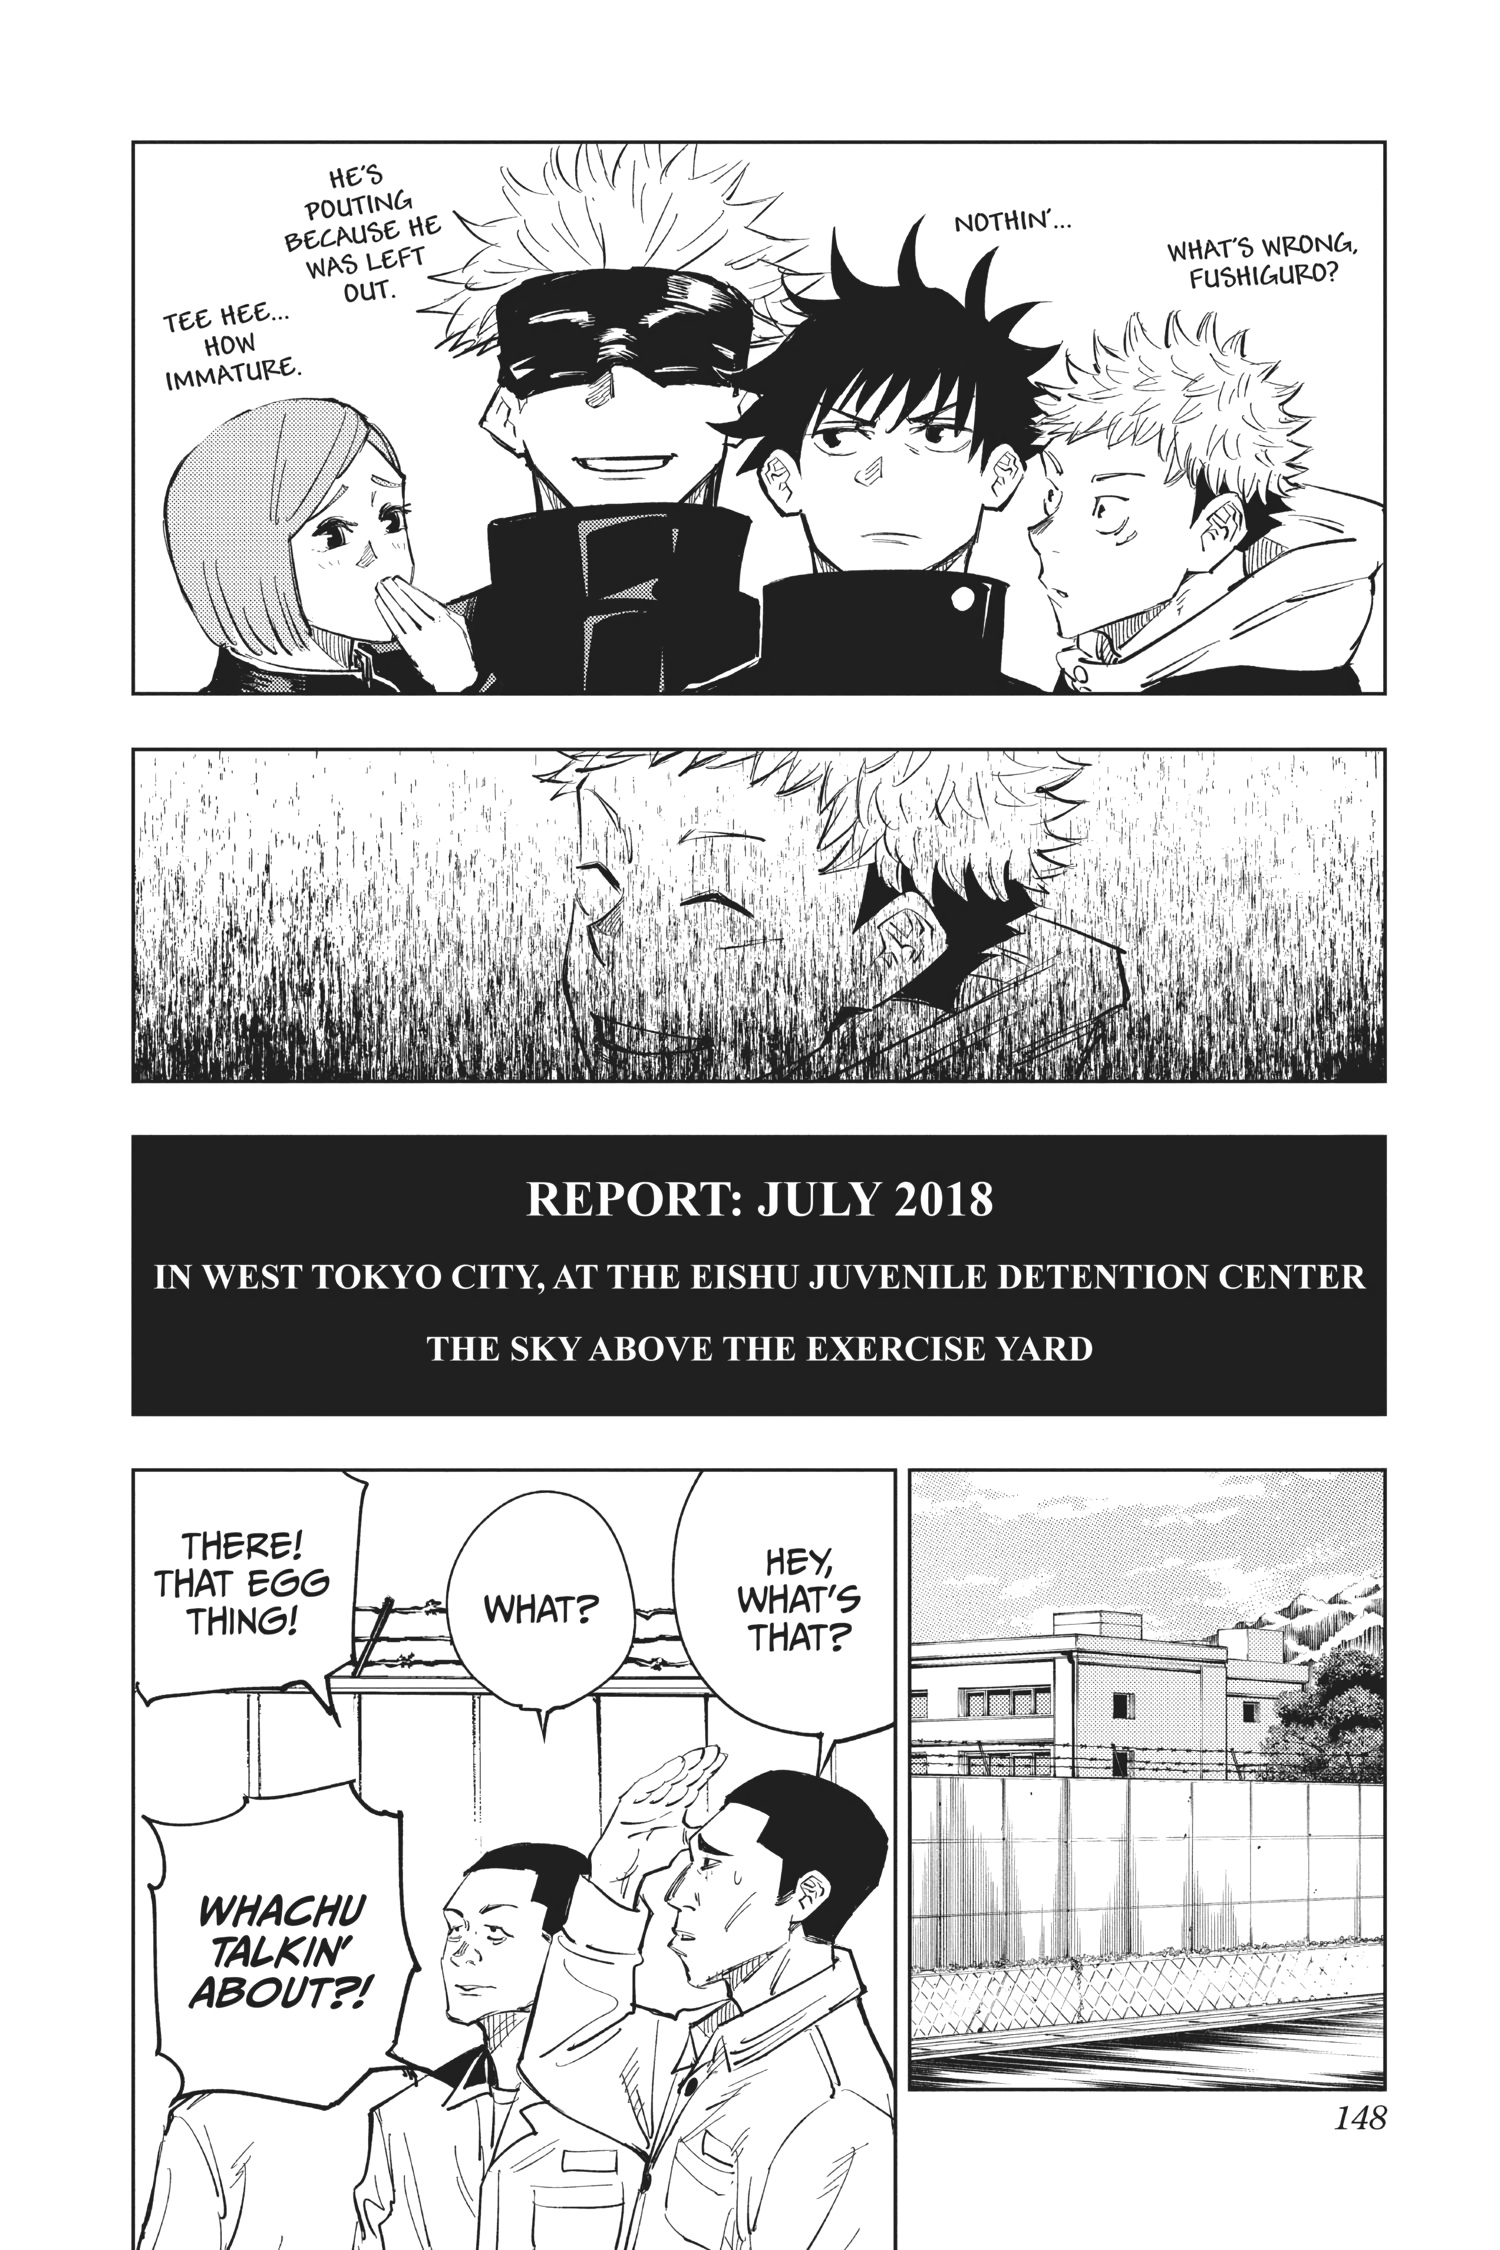 WHAT'S WRONG,
FUSHIGURO?
NOTHIN'...
HE'S
POUTING
BECAUSE HE
WAS LEFT
OUT.
TEE HEE...
HOW
IMMATURE.
REPORT: JULY 2018
IN WEST TOKYO CITY, AT THE EISHU JUVENILE DETENTION CENTER
THE SKY ABOVE THE EXERCISE YARD
HEY,
WHAT'S
THAT?
WHAT?
THERE!
THAT EGG
THING!
WHACHU
TALKIN'
ABOUT?!
148